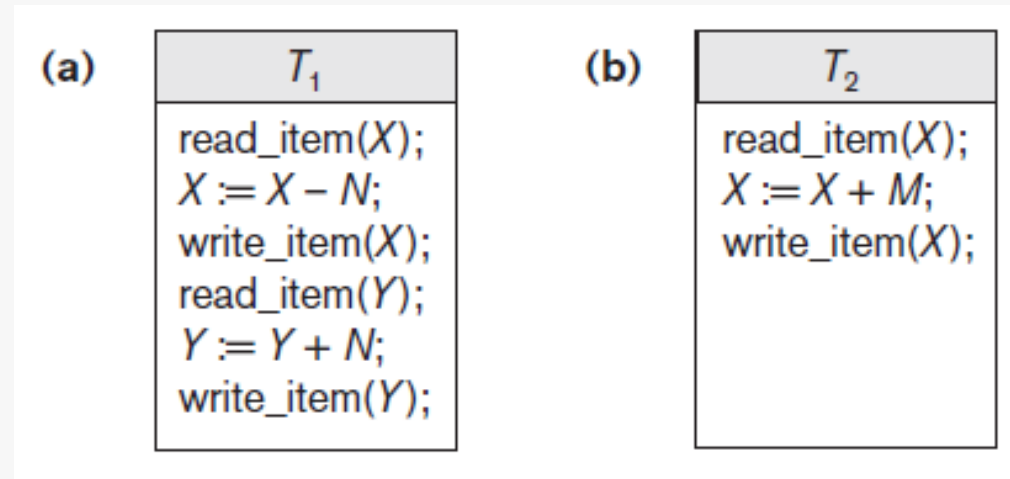 (a)
T₁
read_item(X);
X := X – N;
write_item(X);
read_item(Y);
Y := Y + N;
write_item(Y);
(b)
T₂
read_item(X);
X := X + M;
write_item(X);